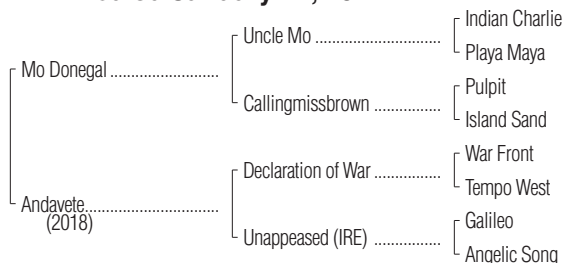 Indian Charlie
Uncle Mo
Playa Maya
Mo Donegal
Pulpit
Callingmissbrown
Island Sand
War Front
Declaration of War
Tempo West
Andavete
(2018)
Galileo
Unappeased (IRE)
Angelic Song